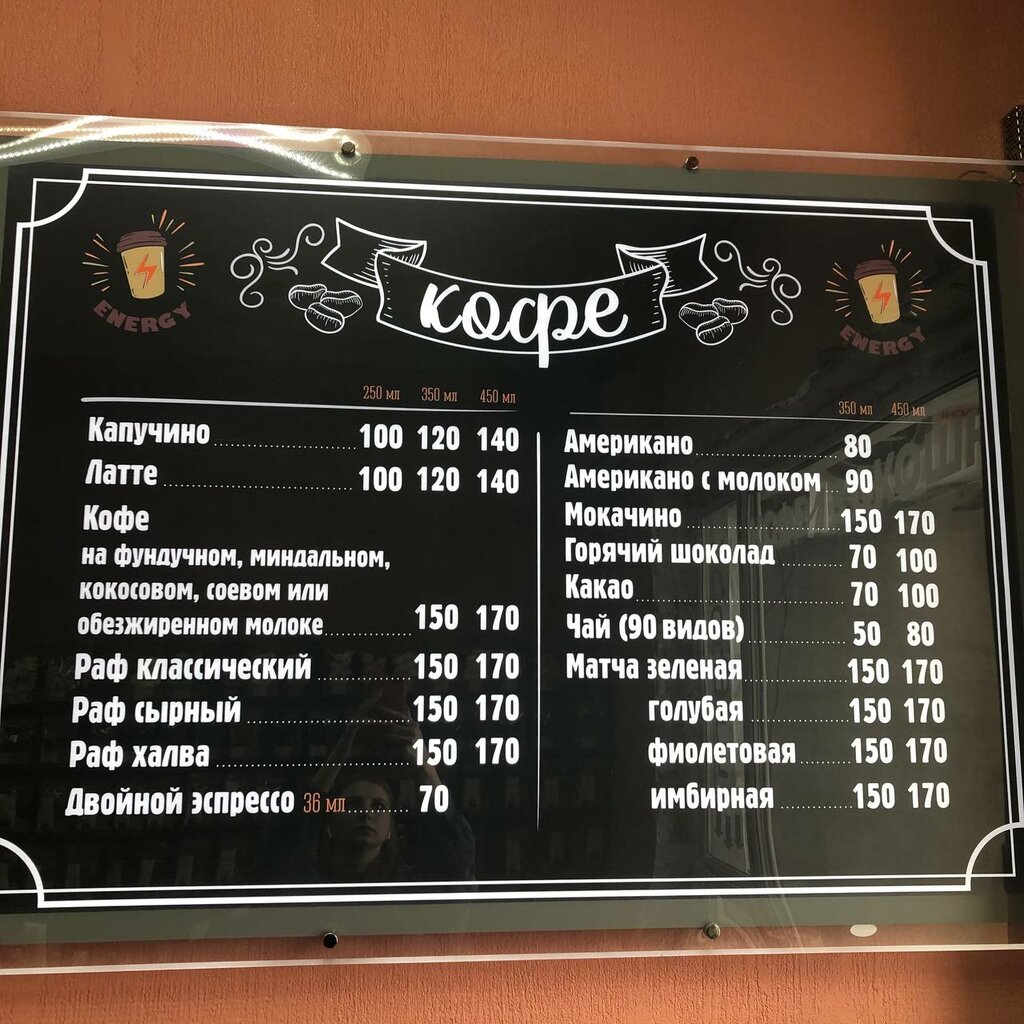 ENERGY
кофе
ENERGY
250 мл 350 мл 450 мл
Капучино 100 120 140
Латте 100 120 140
Кофе
на фундучном, миндальном,
кокосовом, соевом или
обезжиренном молоке 150 170
Раф классический 150 170
Раф сырный 150 170
Раф халва 150 170
Двойной эспрессо 36 мл 70
350 мл 450 мл
Американо 80
Американо с молоком 90
Мокачино 150 170
Горячий шоколад 70 100
Какао 70 100
Чай (90 видов) 50 80
Матча зеленая 150 170
голубая 150 170
фиолетовая 150 170
имбирная 150 170